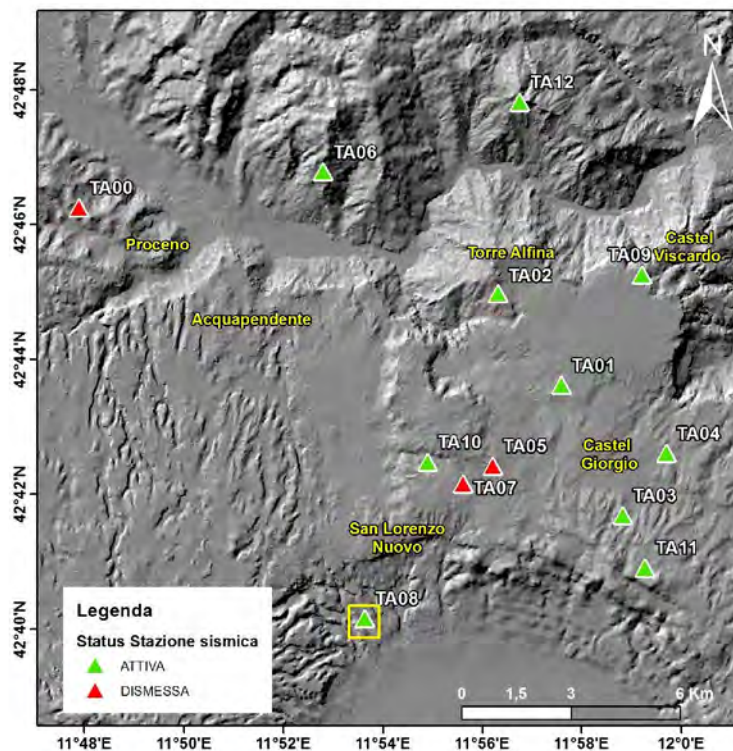 N
42°48'N
42°46'N
42°44'N
42°42'N
42°40'N
TA12
TA06
TA00
Proceno
Castel
Viscardo
Torre Alfina
TA09
TA02
Acquapendente
TA01
TA04
TA10
TA05
Castel
Giorgio
TA07
TA03
San Lorenzo
Nuovo
TA11
TA08
Legenda
Status Stazione sismica
ATTIVA
DISMESSA
0 1,5 3 6 Km
11°48'E 11°50'E 11°52'E 11°54'E 11°56'E 11°58'E 11°20'E